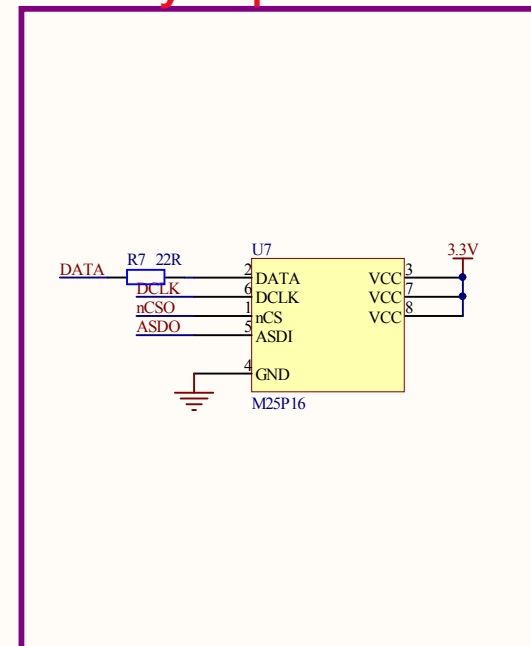 U7
R7 22R
3.3V
DATA
2
DATA
VCC
3
DCLK
6
DCLK
VCC
7
nCSO
1
nCS
VCC
8
ASDO
5
ASDI
4
GND
M25P16